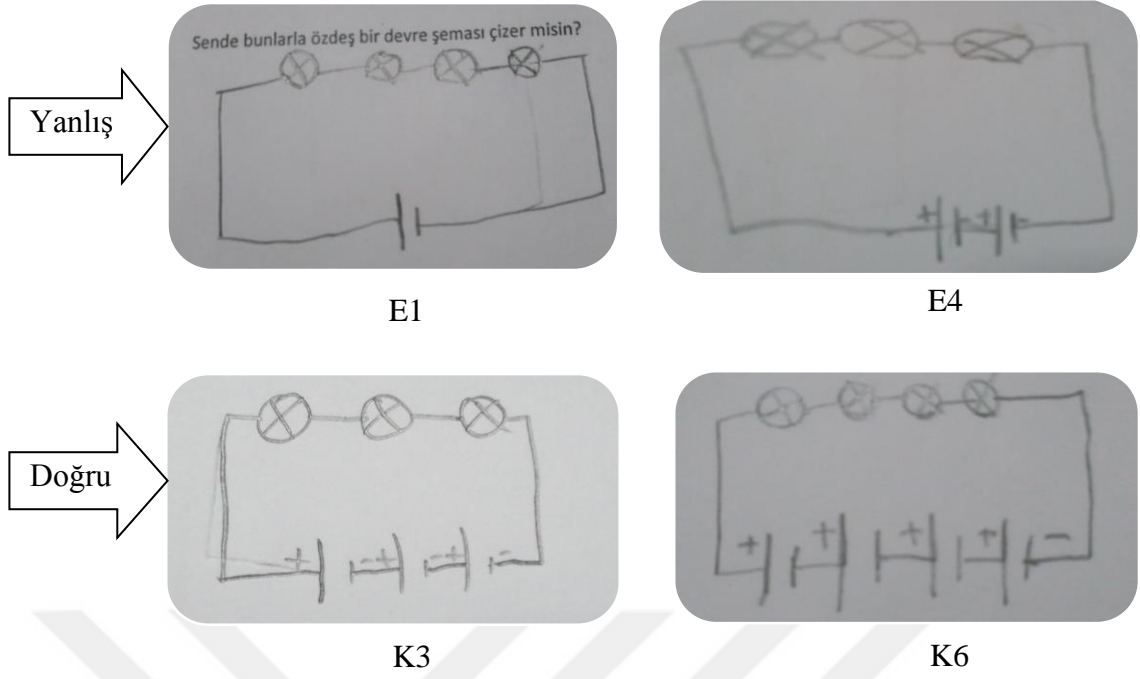 Sende bunlarla özdeş bir devre şeması çizer misin?
Yanlış
+ - + -
E1
E4
Doğru
+ - + - + -
+ + + + -
K3
K6